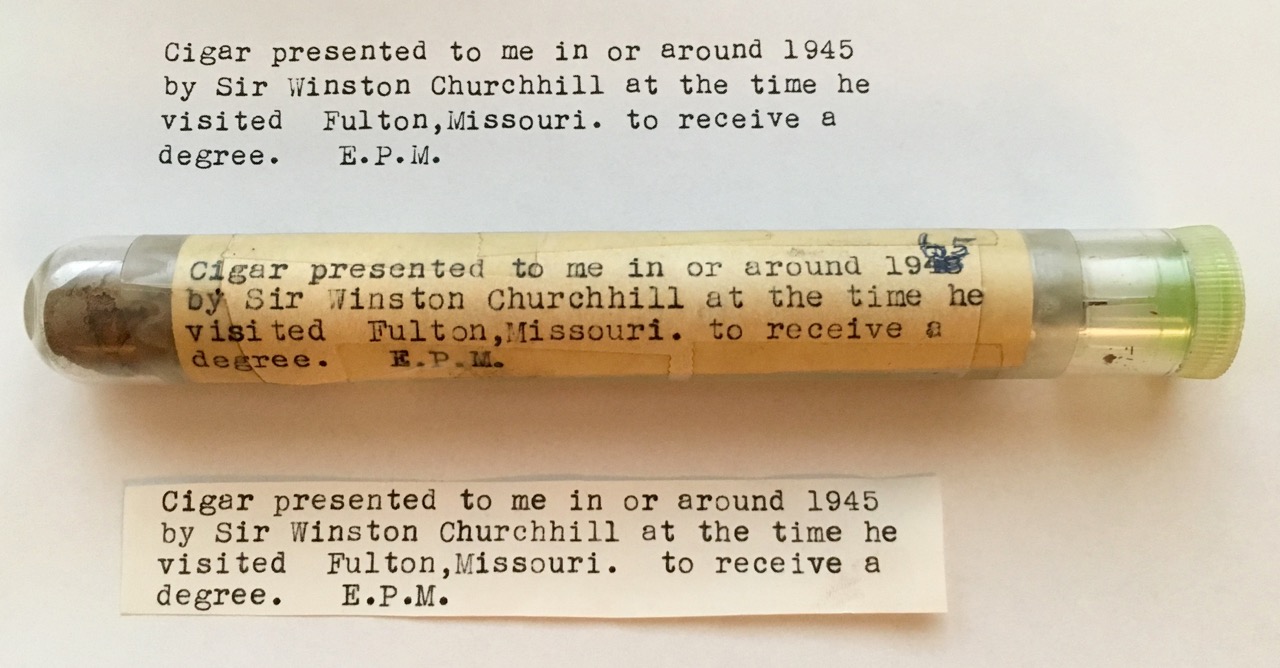 Cigar presented to me in or around 1945
by Sir Winston Churchhill at the time he
visited  Fulton,Missouri. to receive a
degree.   E.P.M.
Cigar presented to me in or around 1945
by Sir Winston Churchhill at the time he
visited  Fulton,Missouri. to receive a
degree.   E.P.M.
Cigar presented to me in or around 1945
by Sir Winston Churchhill at the time he
visited  Fulton,Missouri.  to receive a
degree.   E.P.M.